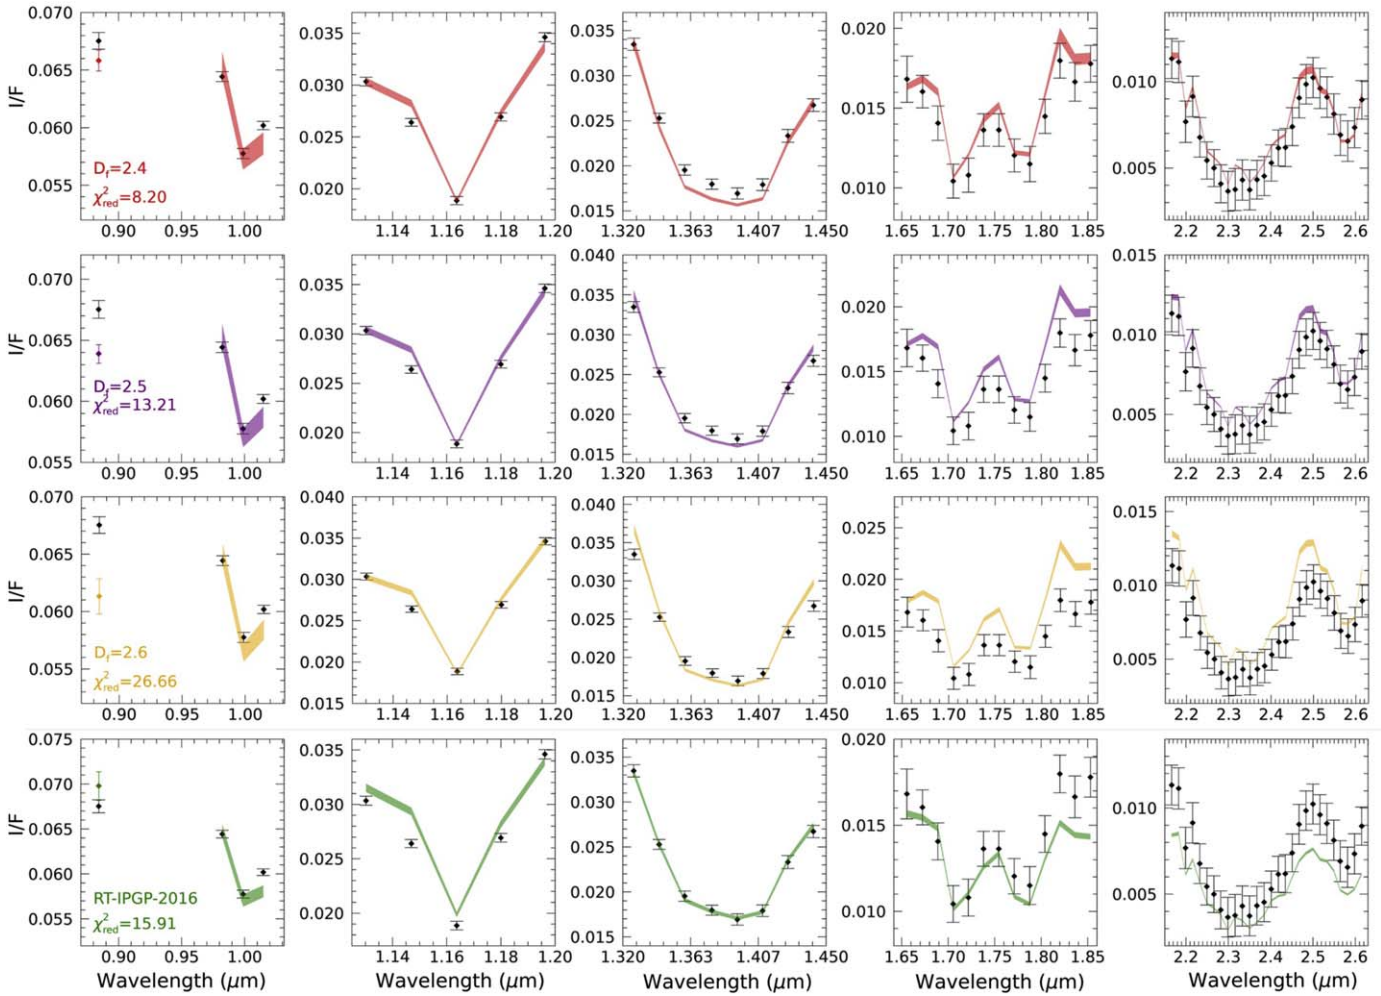 0.070
0.065
0.060
0.055
I/F
D_f=2.4
χ²_red=8.20
0.90 0.95 1.00
0.035
0.030
0.025
0.020
1.14 1.16 1.18 1.20
0.035
0.030
0.025
0.020
0.015
1.320 1.363 1.407 1.450
0.020
0.015
0.010
1.65 1.70 1.75 1.80 1.85
0.010
0.005
2.2 2.3 2.4 2.5 2.6
0.070
0.065
0.060
0.055
I/F
D_f=2.5
χ²_red=13.21
0.90 0.95 1.00
0.035
0.030
0.025
0.020
1.14 1.16 1.18 1.20
0.040
0.035
0.030
0.025
0.020
0.015
1.320 1.363 1.407 1.450
0.020
0.015
0.010
1.65 1.70 1.75 1.80 1.85
0.015
0.010
0.005
2.2 2.3 2.4 2.5 2.6
0.070
0.065
0.060
0.055
I/F
D_f=2.6
χ²_red=26.66
0.90 0.95 1.00
0.040
0.035
0.030
0.025
0.020
0.015
1.14 1.16 1.18 1.20
0.040
0.035
0.030
0.025
0.020
0.015
1.320 1.363 1.407 1.450
0.025
0.020
0.015
0.010
1.65 1.70 1.75 1.80 1.85
0.015
0.010
0.005
2.2 2.3 2.4 2.5 2.6
0.075
0.070
0.065
0.060
0.055
I/F
RT-IPGP-2016
χ²_red=15.91
0.90 0.95 1.00
Wavelength (μm)
0.035
0.030
0.025
0.020
1.14 1.16 1.18 1.20
Wavelength (μm)
0.035
0.030
0.025
0.020
0.015
1.320 1.363 1.407 1.450
Wavelength (μm)
0.020
0.015
0.010
1.65 1.70 1.75 1.80 1.85
Wavelength (μm)
0.010
0.005
2.2 2.3 2.4 2.5 2.6
Wavelength (μm)